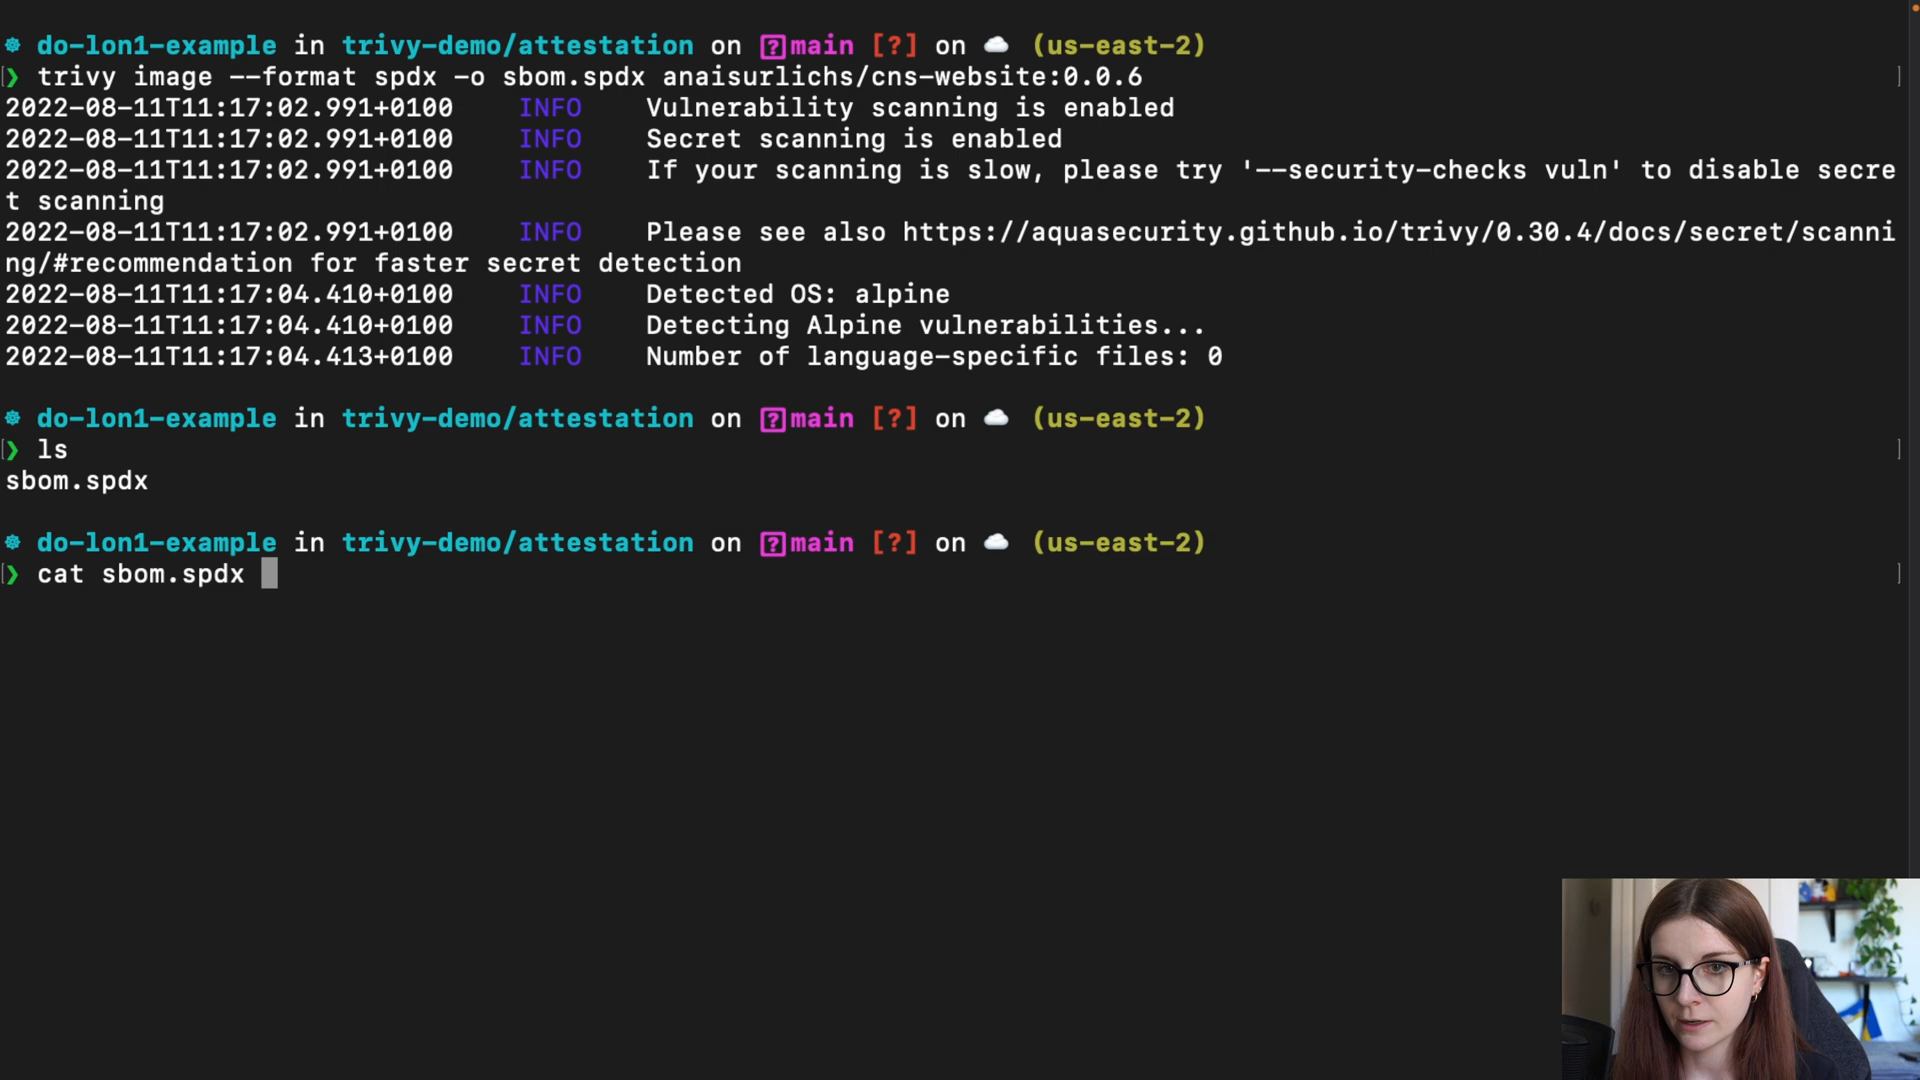 do-lon1-example in trivy-demo/attestation on [?]main [?] on ☁️ (us-east-2)
❯ trivy image --format spdx -o sbom.spdx anaisurlichs/cns-website:0.0.6
2022-08-11T11:17:02.991+0100 INFO Vulnerability scanning is enabled
2022-08-11T11:17:02.991+0100 INFO Secret scanning is enabled
2022-08-11T11:17:02.991+0100 INFO If your scanning is slow, please try '--security-checks vuln' to disable secre
t scanning
2022-08-11T11:17:02.991+0100 INFO Please see also https://aquasecurity.github.io/trivy/0.30.4/docs/secret/scanni
ng/#recommendation for faster secret detection
2022-08-11T11:17:04.410+0100 INFO Detected OS: alpine
2022-08-11T11:17:04.410+0100 INFO Detecting Alpine vulnerabilities...
2022-08-11T11:17:04.413+0100 INFO Number of language-specific files: 0
do-lon1-example in trivy-demo/attestation on [?]main [?] on ☁️ (us-east-2)
❯ ls
sbom.spdx
do-lon1-example in trivy-demo/attestation on [?]main [?] on ☁️ (us-east-2)
❯ cat sbom.spdx